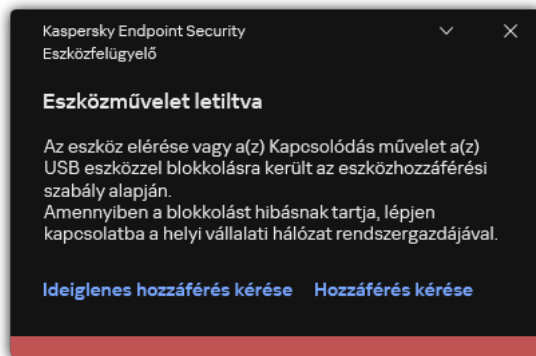 Kaspersky Endpoint Security
Eszközfelügyelő
Eszközművelet letiltva
Az eszköz elérése vagy a(z) Kapcsolódás művelet a(z)
USB eszközzel blokkolásra került az eszközhozzáférési
szabály alapján.
Amennyiben a blokkolást hibásnak tartja, lépjen
kapcsolatba a helyi vállalati hálózat rendszergazdájával.
Ideiglenes hozzáférés kérése Hozzáférés kérése